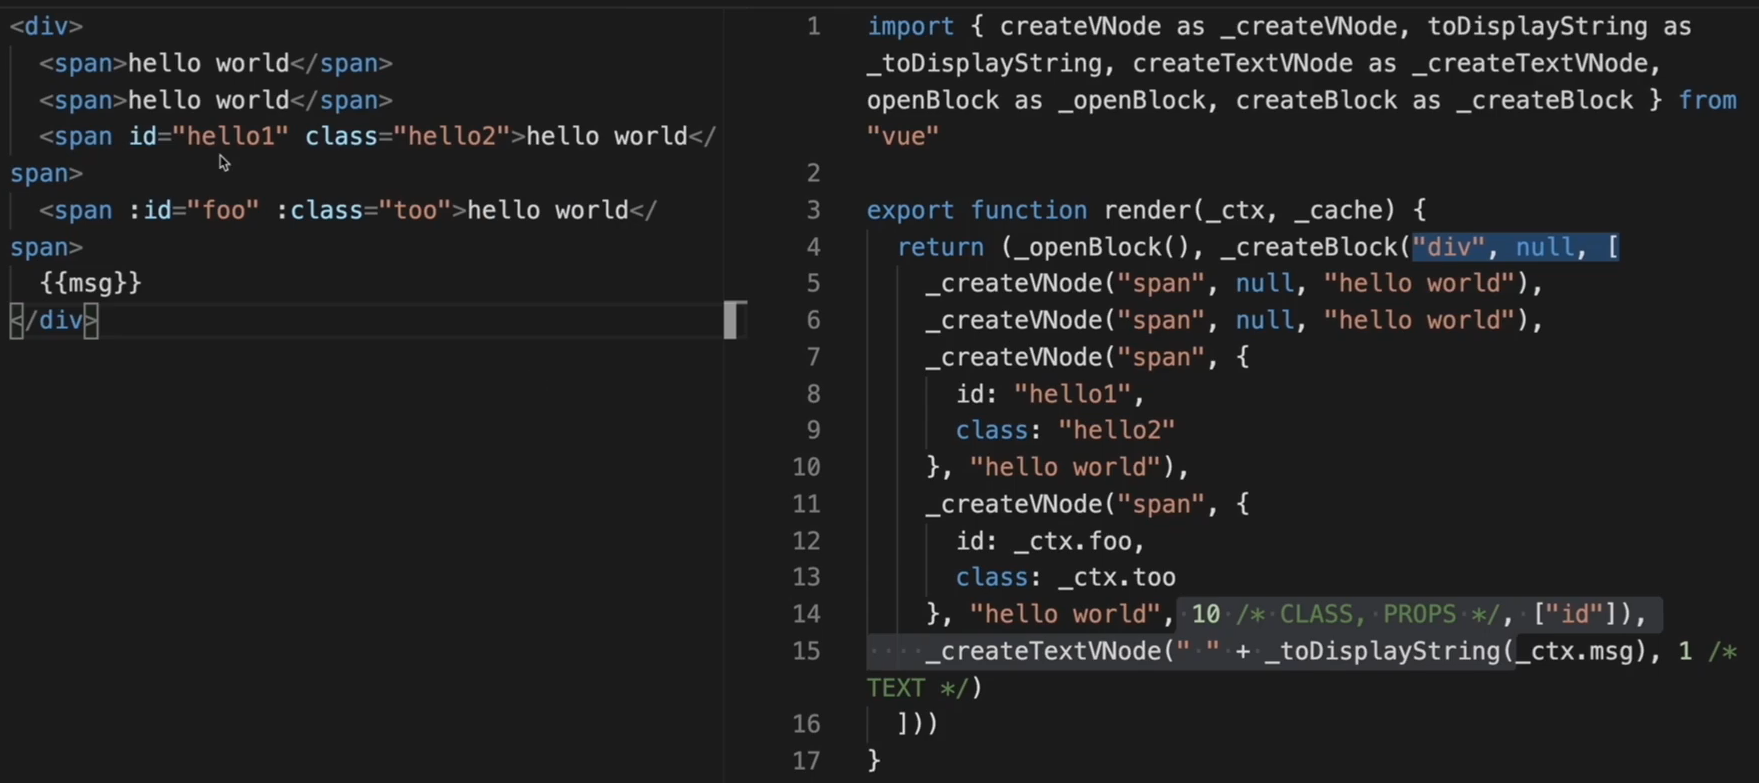 <div>
<span>hello world</span>
<span>hello world</span>
<span id="hello1" class="hello2">hello world</
span>
<span :id="foo" :class="too">hello world</
span>
{{msg}}
</div>
1 import { createVNode as _createVNode, toDisplayString as
_toDisplayString, createTextVNode as _createTextVNode,
openBlock as _openBlock, createBlock as _createBlock } from
"vue"
2
3 export function render(_ctx, _cache) {
4 return (_openBlock(), _createBlock("div", null, [
5 _createVNode("span", null, "hello world"),
6 _createVNode("span", null, "hello world"),
7 _createVNode("span", {
8 id: "hello1",
9 class: "hello2"
10 }, "hello world"),
11 _createVNode("span", {
12 id: _ctx.foo,
13 class: _ctx.too
14 }, "hello world", 10 /* CLASS, PROPS */, ["id"]),
15 _createTextVNode(" " + _toDisplayString(_ctx.msg), 1 /*
TEXT */)
16 ]))
17 }